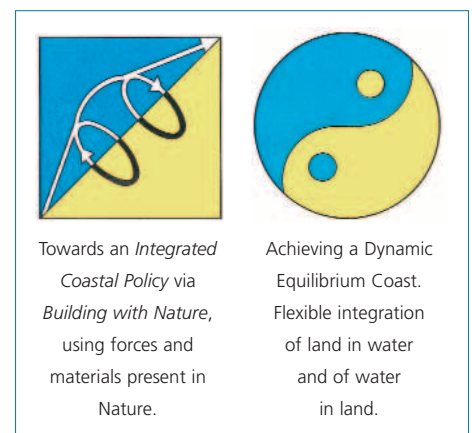 Towards an Integrated
Coastal Policy via
Building with Nature,
using forces and
materials present in
Nature.
Achieving a Dynamic
Equilibrium Coast.
Flexible integration
of land in water
and of water
in land.